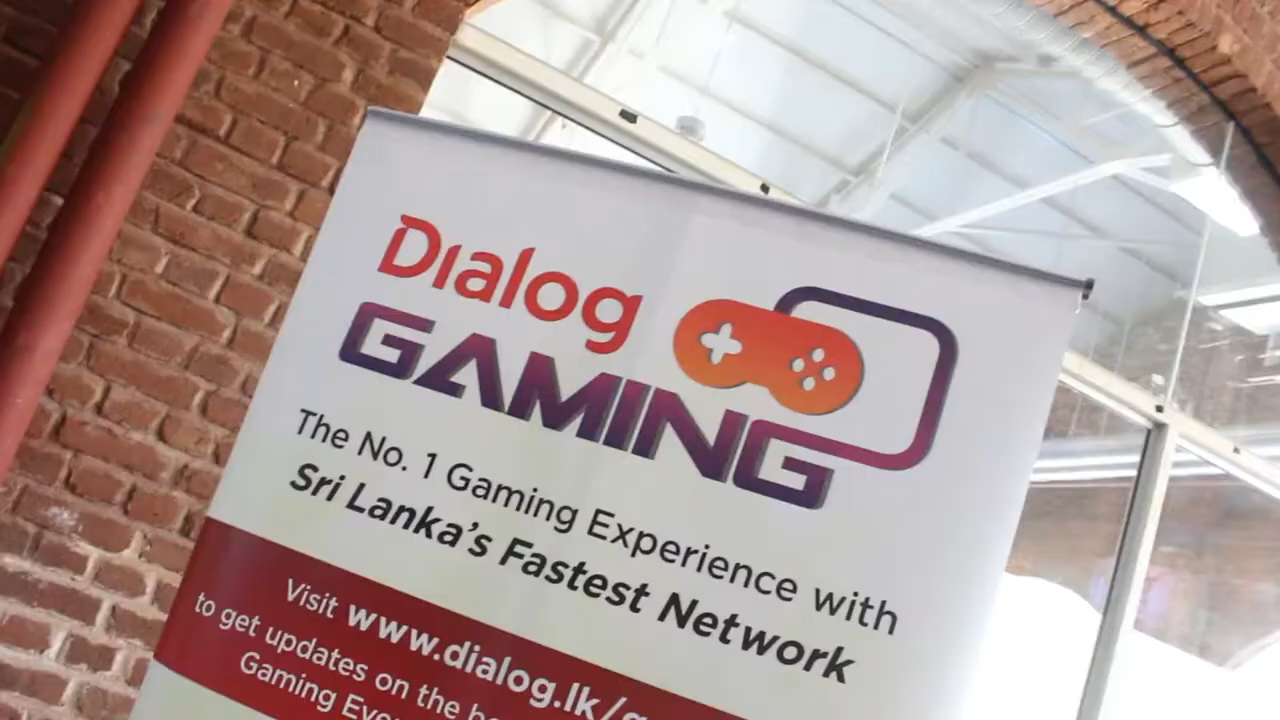 Dialog
GAMING
The No. 1 Gaming Experience with
Sri Lanka's Fastest Network
Visit www.dialog.lk/g
to get updates on the
Gaming